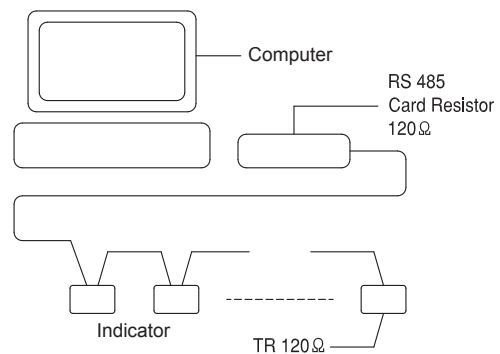 Computer
RS 485
Card Resistor
120Ω
Indicator
TR 120Ω